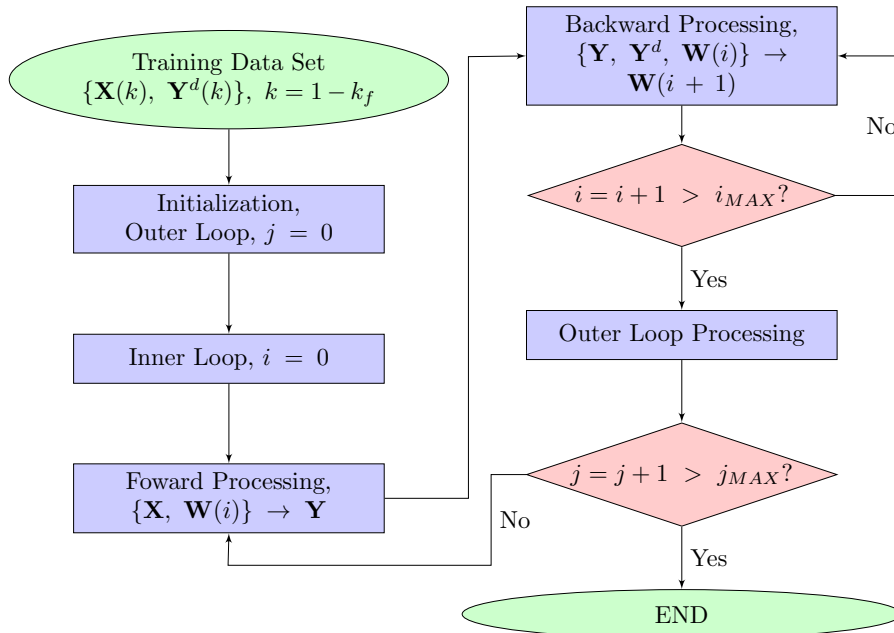 Training Data Set
{X(k), Y^d(k)}, k = 1 − k_f
Initialization,
Outer Loop, j = 0
Inner Loop, i = 0
Foward Processing,
{X, W(i)} → Y
Backward Processing,
{Y, Y^d, W(i)} →
W(i + 1)
No
i = i + 1 > i_MAX?
Yes
Outer Loop Processing
j = j + 1 > j_MAX?
No
Yes
END